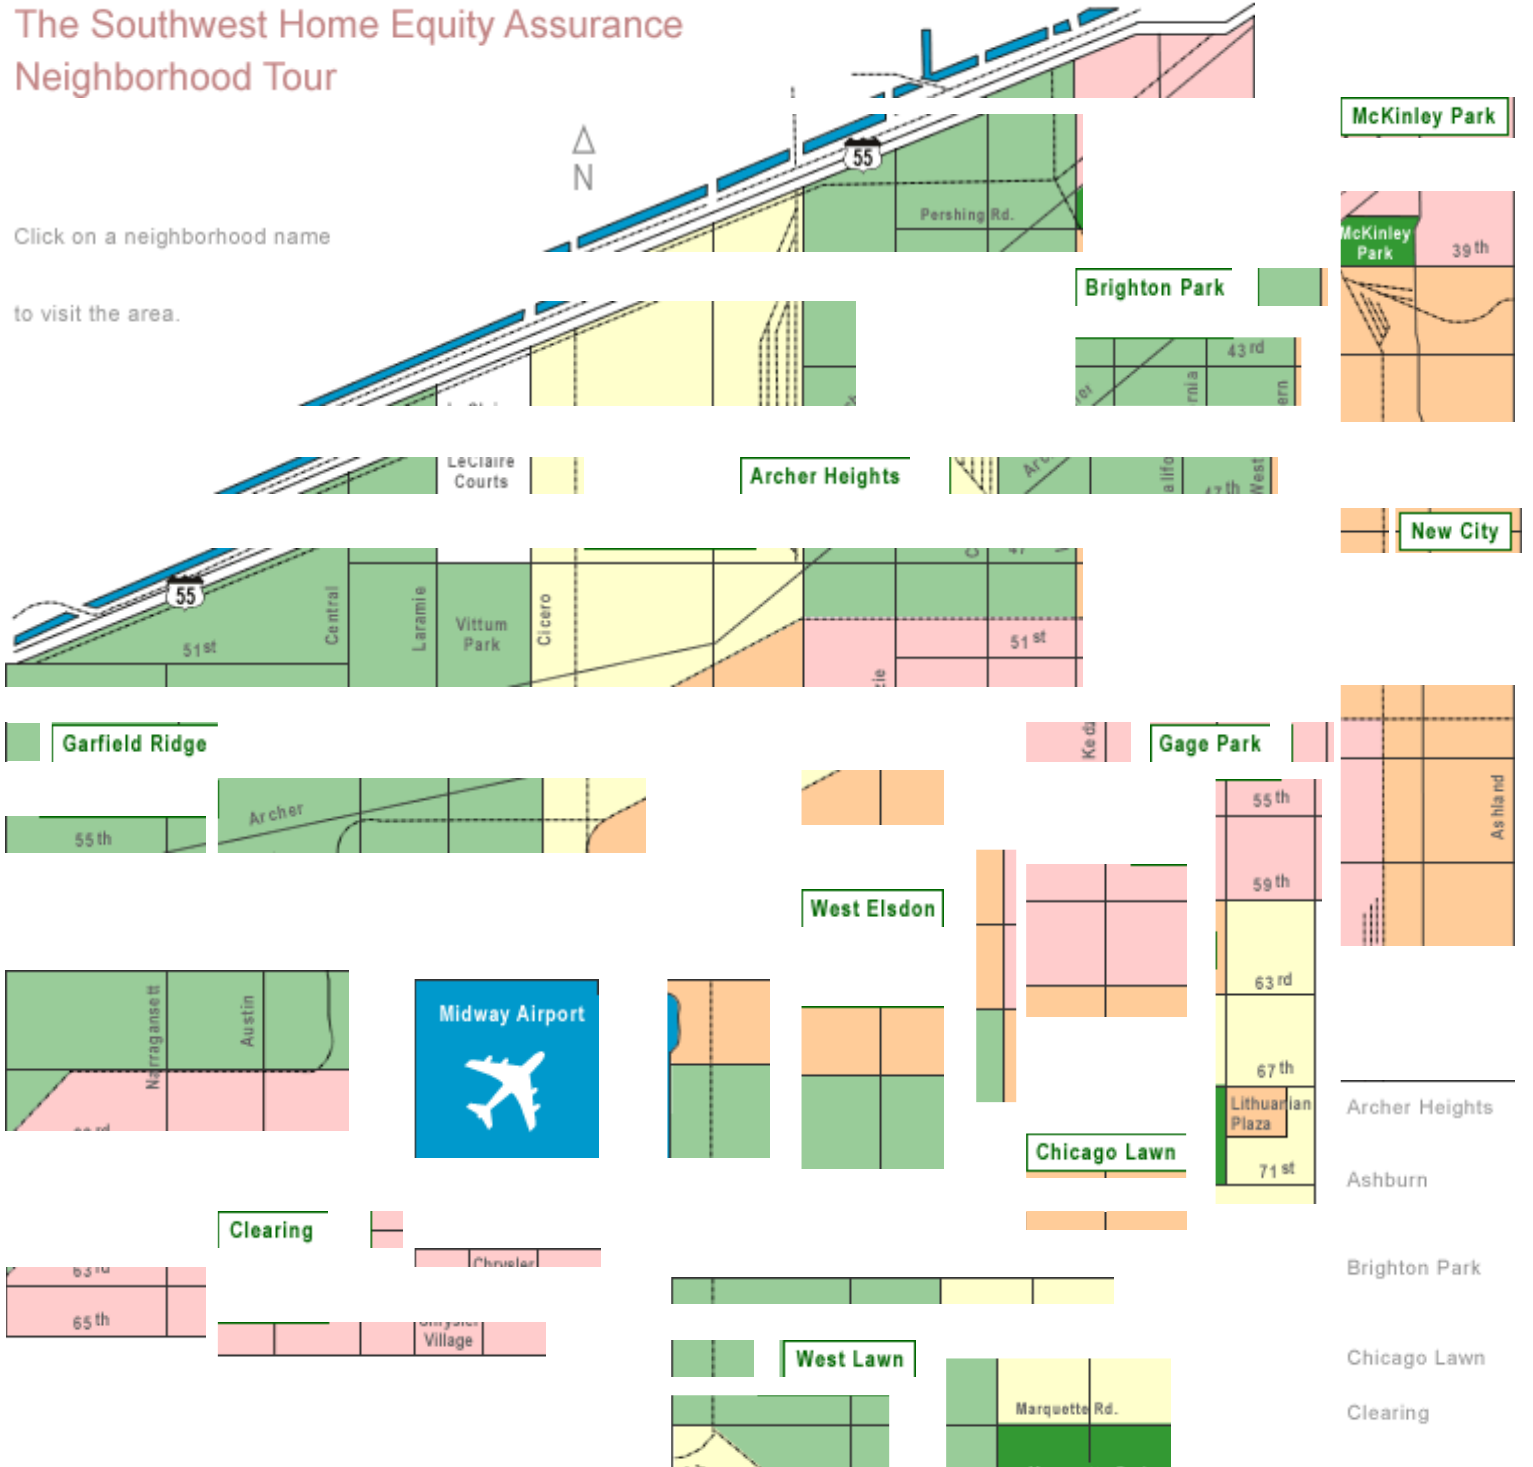 The Southwest Home Equity Assurance
Neighborhood Tour
McKinley Park
55
N
Pershing Rd.
Click on a neighborhood name
McKinley
Park
39th
Brighton Park
to visit the area.
43rd
LeClaire
Courts
Archer Heights
West
47th
New City
55
Central
Laramie
Vittum
Park
Cicero
51st
51st
Garfield Ridge
Gage Park
Archer
55th
55th
Ashland
59th
West Elsdon
Narragansett
Austin
63rd
Midway Airport
67th
Lithuanian
Plaza
Archer Heights
Chicago Lawn
71st
Ashburn
Clearing
Chrysler
63rd
Brighton Park
65th
Chrysler
Village
West Lawn
Chicago Lawn
Marquette Rd.
Clearing